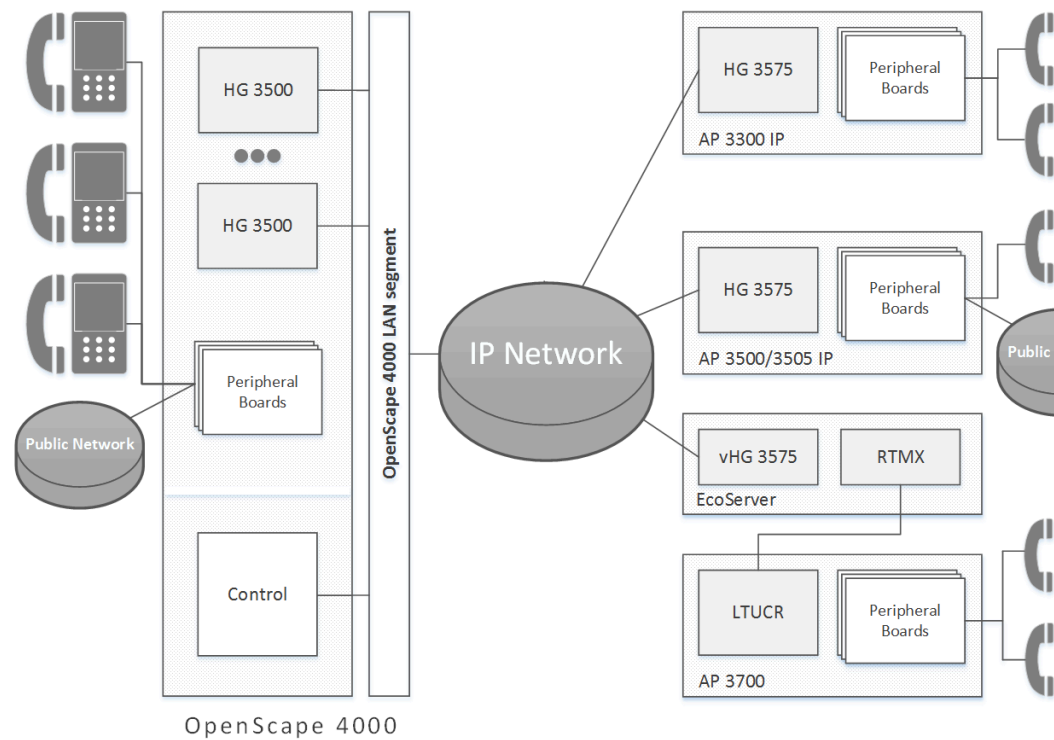 HG 3500
HG 3500
Peripheral
Boards
Public Network
Control
OpenScape 4000
OpenScape 4000 LAN segment
IP Network
HG 3575
Peripheral
Boards
AP 3300 IP
HG 3575
Peripheral
Boards
AP 3500/3505 IP
Public
vHG 3575
RTMX
EcoServer
LTUCR
Peripheral
Boards
AP 3700